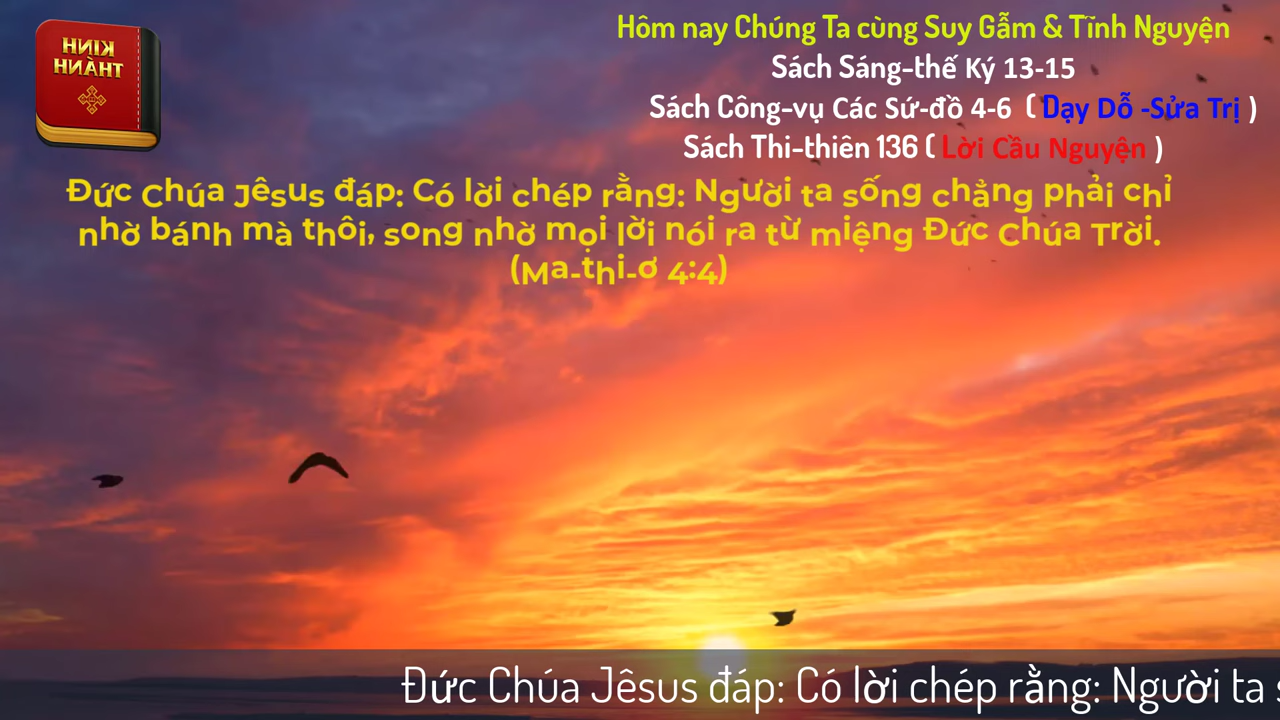 KINH
THÀNH
Hôm nay Chúng Ta cùng Suy Gẫm & Tĩnh Nguyện
Sách Sáng-thế Ký 13-15
Sách Công-vụ Các Sứ-đồ 4-6 ( Dạy Dỗ -Sửa Trị )
Sách Thi-thiên 136 ( Lời Cầu Nguyện )
Đức Chúa Jêsus đáp: Có lời chép rằng: Người ta sống chẳng phải chỉ
nhờ bánh mà thôi, song nhờ mọi lời nói ra từ miệng Đức Chúa Trời.
(Ma-thi-ơ 4:4)
Đức Chúa Jêsus đáp: Có lời chép rằng: Người ta